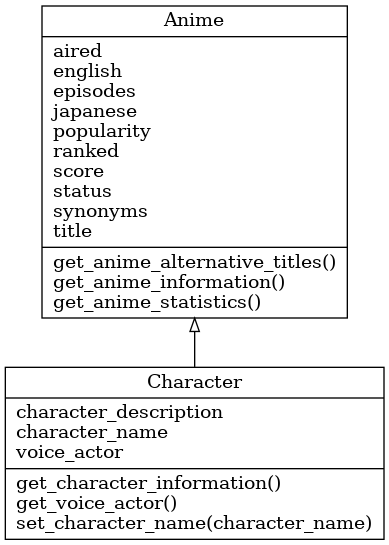 Anime
aired
english
episodes
japanese
popularity
ranked
score
status
synonyms
title
get_anime_alternative_titles()
get_anime_information()
get_anime_statistics()
Character
character_description
character_name
voice_actor
get_character_information()
get_voice_actor()
set_character_name(character_name)